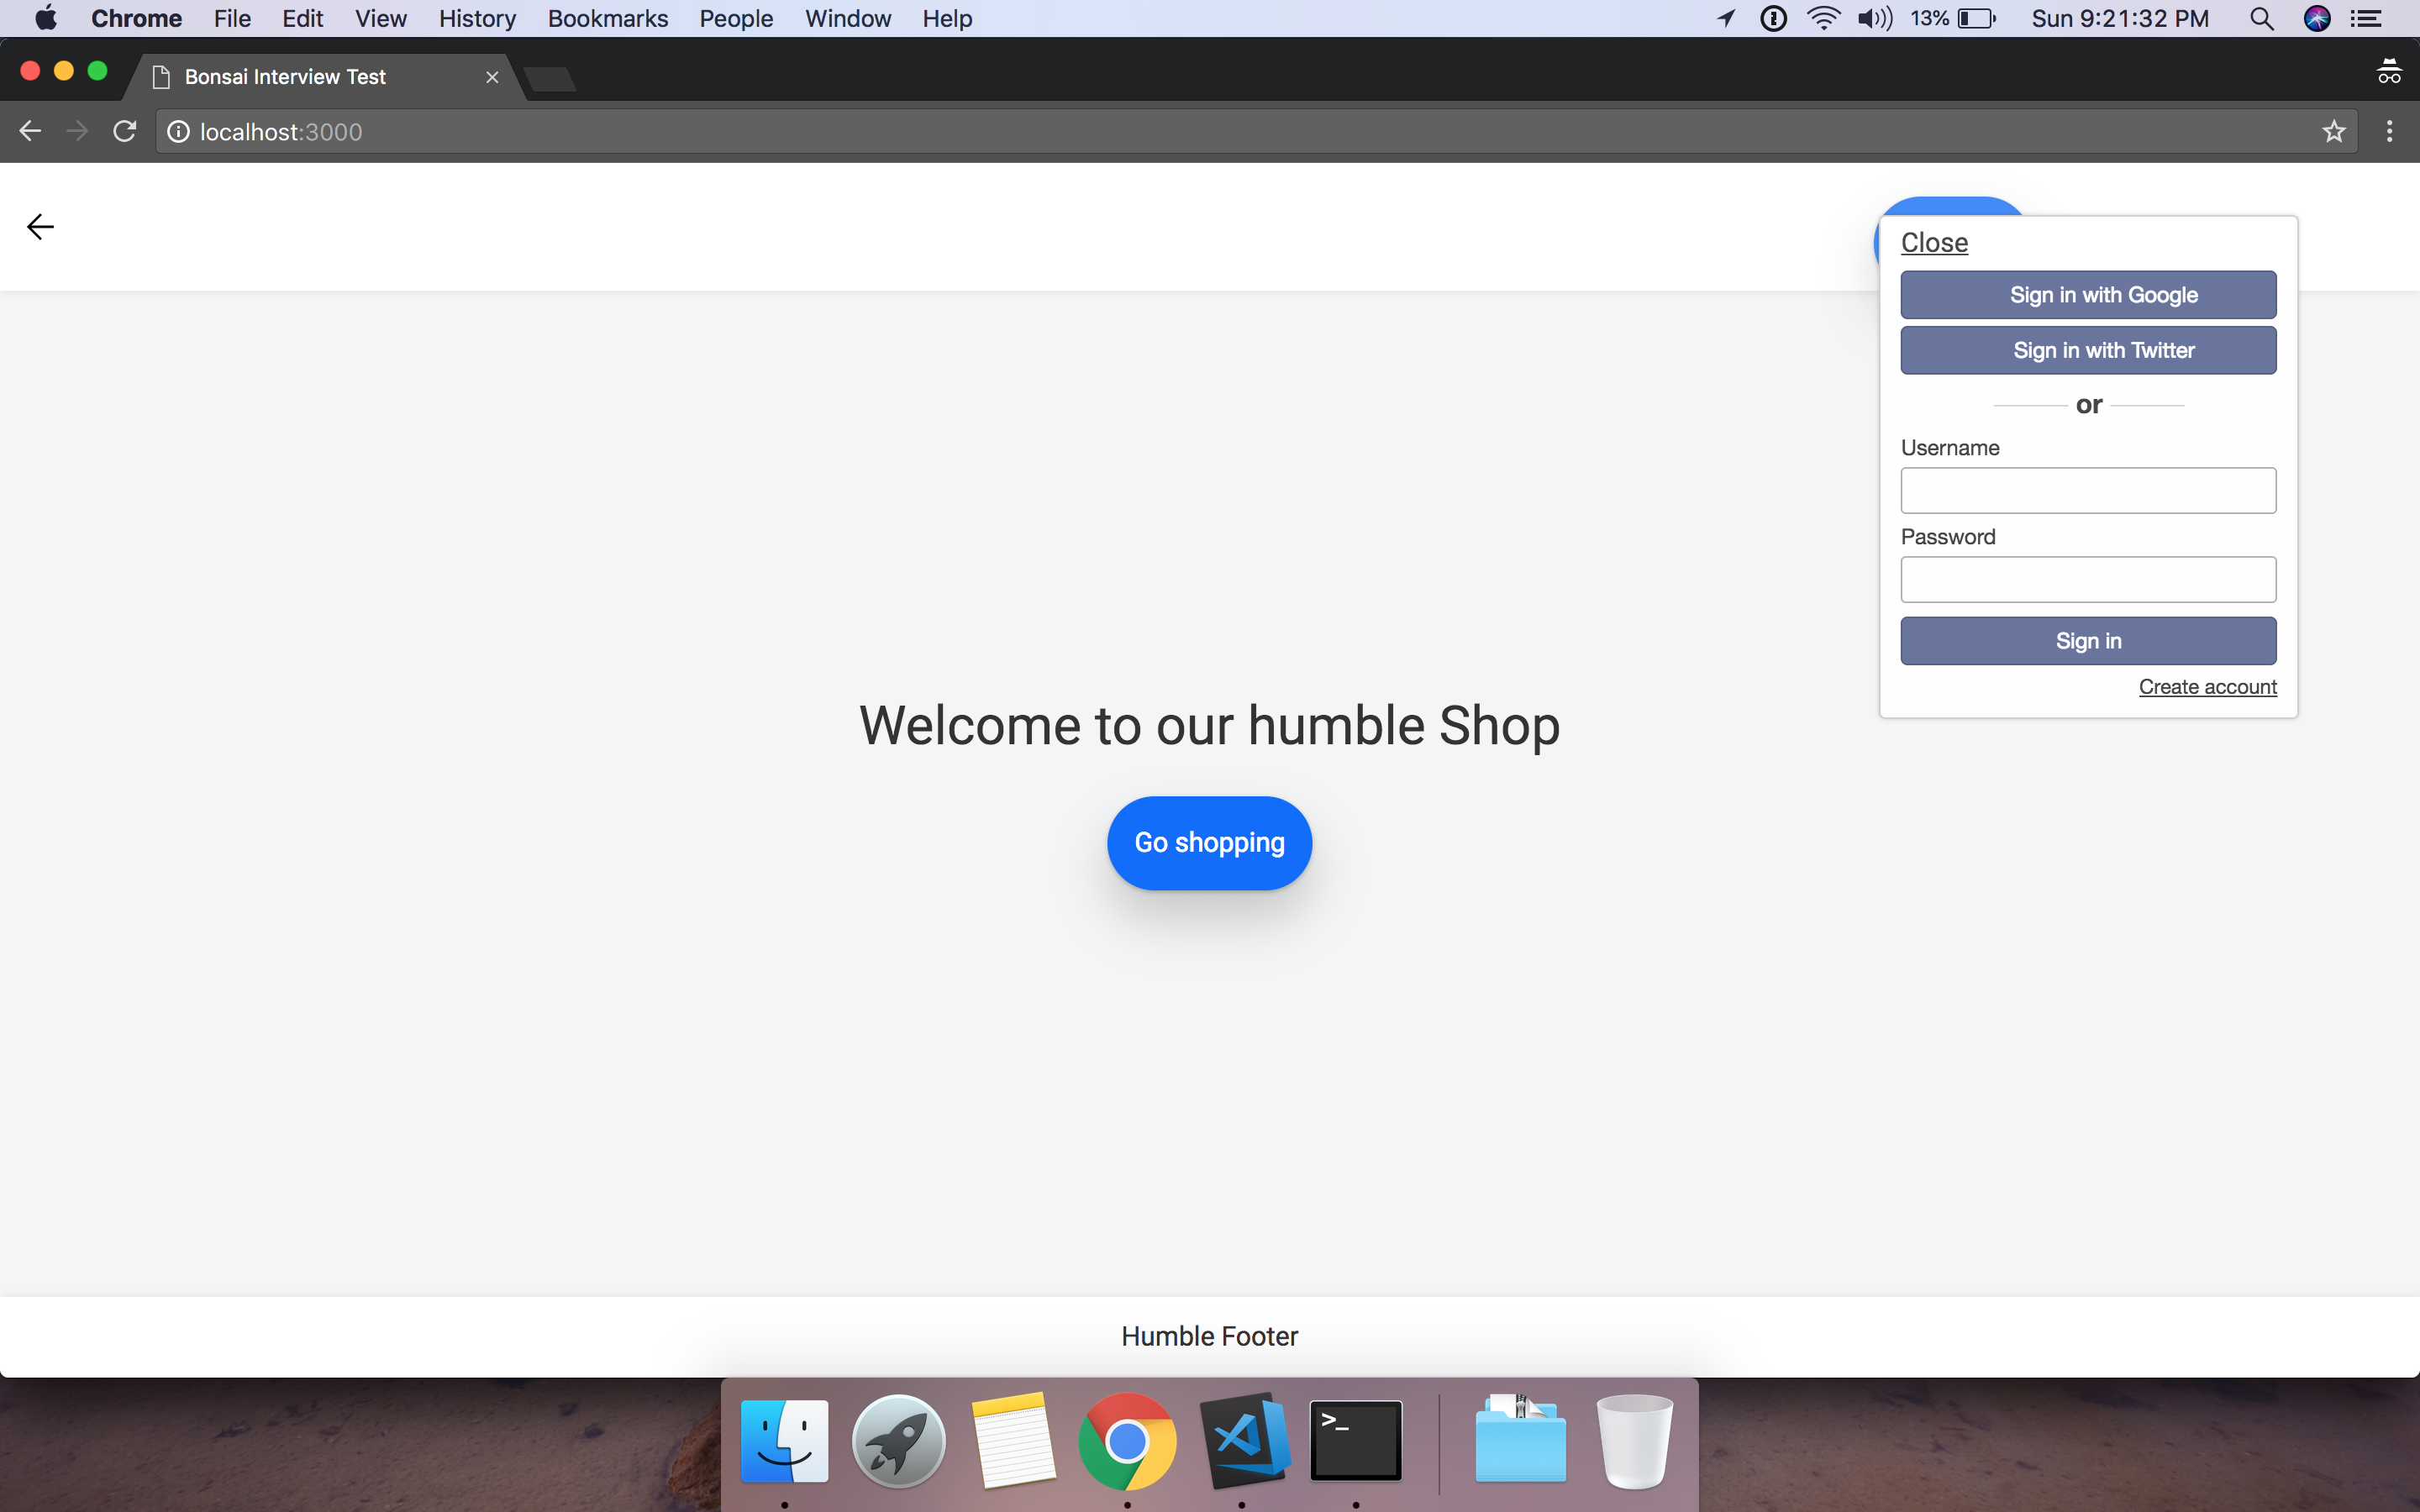 Chrome File Edit View History Bookmarks People Window Help 13% Sun 9:21:32 PM
Bonsai Interview Test
localhost:3000
Close
Sign in with Google
Sign in with Twitter
or
Username
Password
Sign in
Create account
Welcome to our humble Shop
Go shopping
Humble Footer
>_